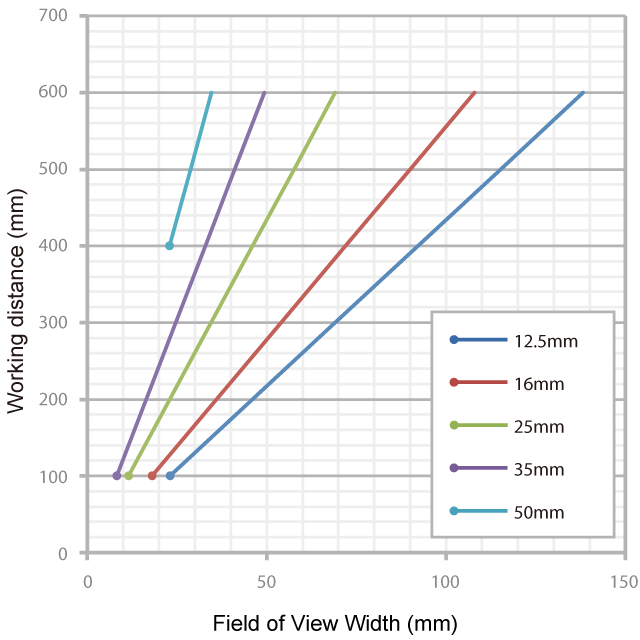 700
600
500
400
300
200
100
0
Working distance (mm)
12.5mm
16mm
25mm
35mm
50mm
0 50 100 150
Field of View Width (mm)